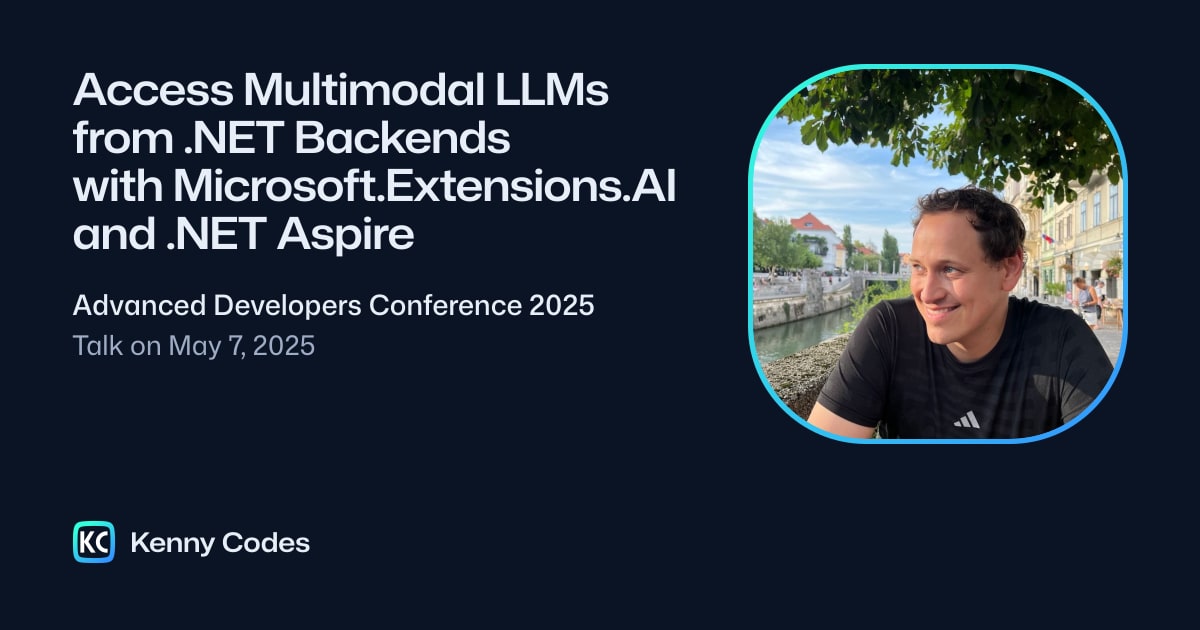 Access Multimodal LLMs
from .NET Backends
with Microsoft.Extensions.AI
and .NET Aspire
Advanced Developers Conference 2025
Talk on May 7, 2025
KC Kenny Codes